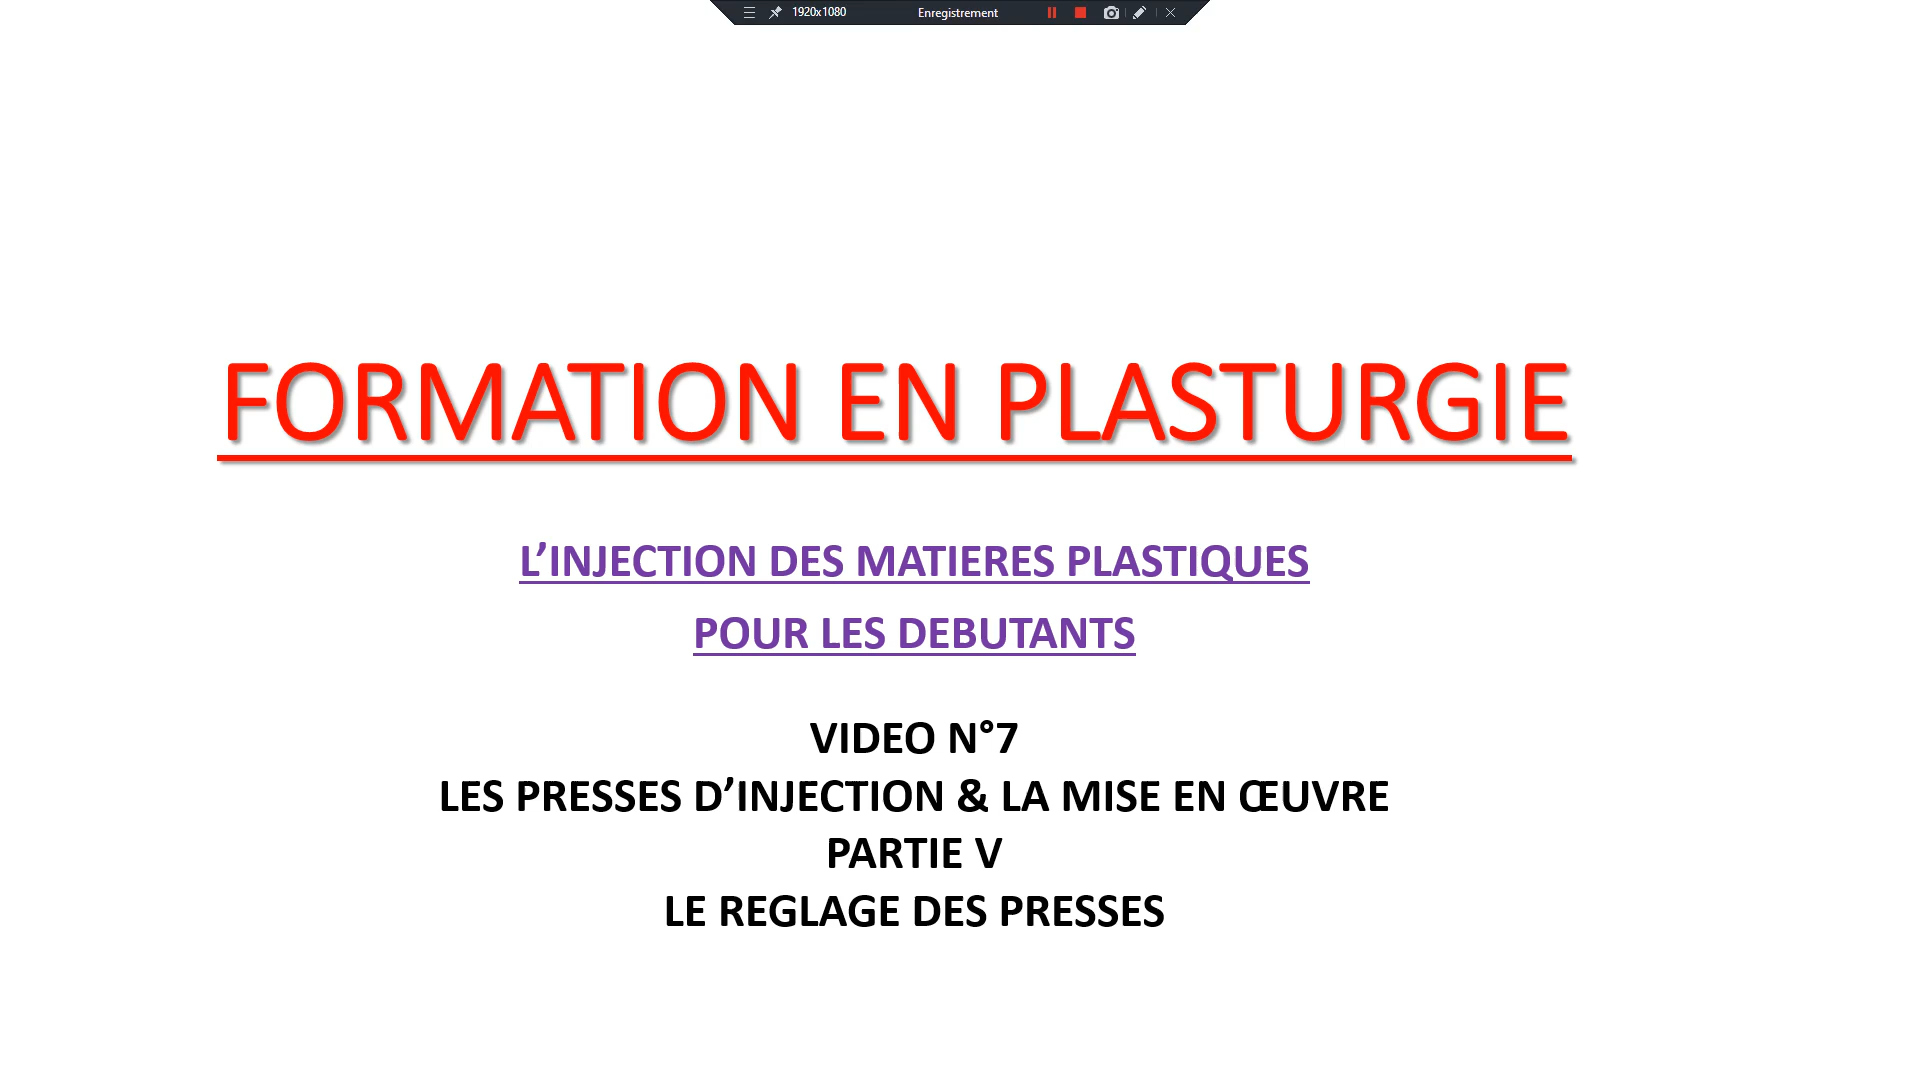 1920x1080 Enregistrement
FORMATION EN PLASTURGIE
L’INJECTION DES MATIERES PLASTIQUES
POUR LES DEBUTANTS
VIDEO N°7
LES PRESSES D’INJECTION & LA MISE EN ŒUVRE
PARTIE V
LE REGLAGE DES PRESSES